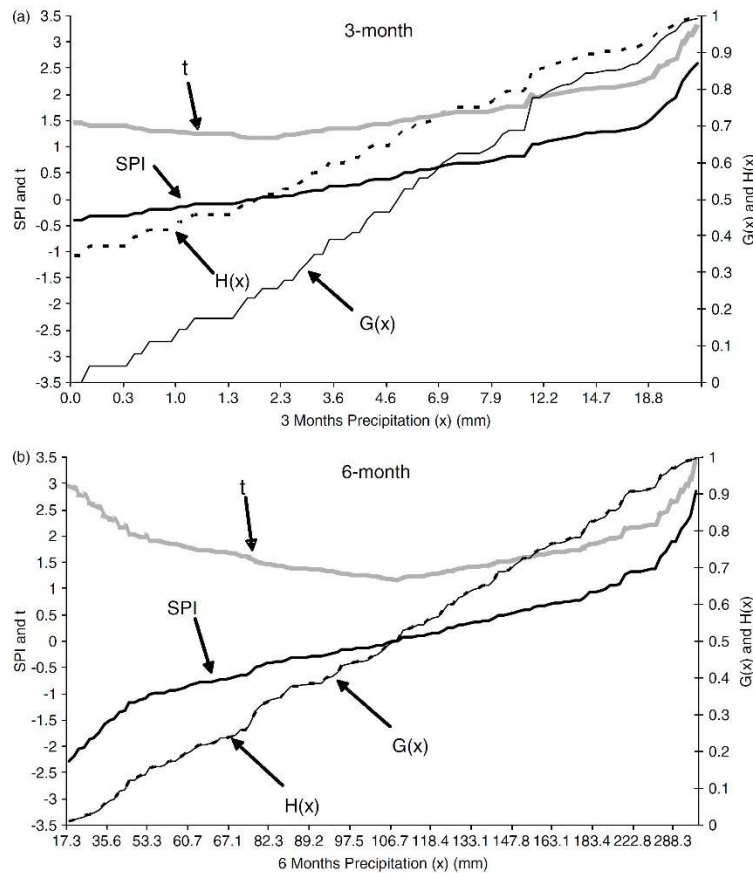 (a)
3-month
3.5
3
2.5
2
1.5
1
0.5
0
-0.5
-1
-1.5
-2
-2.5
-3
-3.5
SPI and t
1
0.9
0.8
0.7
0.6
0.5
0.4
0.3
0.2
0.1
0
G(x) and H(x)
t
SPI
H(x)
G(x)
0.0 0.3 1.0 1.3 2.3 3.6 4.6 6.9 7.9 12.2 14.7 18.8
3 Months Precipitation (x) (mm)
(b)
6-month
3.5
3
2.5
2
1.5
1
0.5
0
-0.5
-1
-1.5
-2
-2.5
-3
-3.5
SPI and t
1
0.9
0.8
0.7
0.6
0.5
0.4
0.3
0.2
0.1
0
G(x) and H(x)
t
SPI
G(x)
H(x)
17.3 35.6 53.3 60.7 67.1 82.3 89.2 97.5 106.7 118.4 133.1 147.8 163.1 183.4 222.8 288.3
6 Months Precipitation (x) (mm)